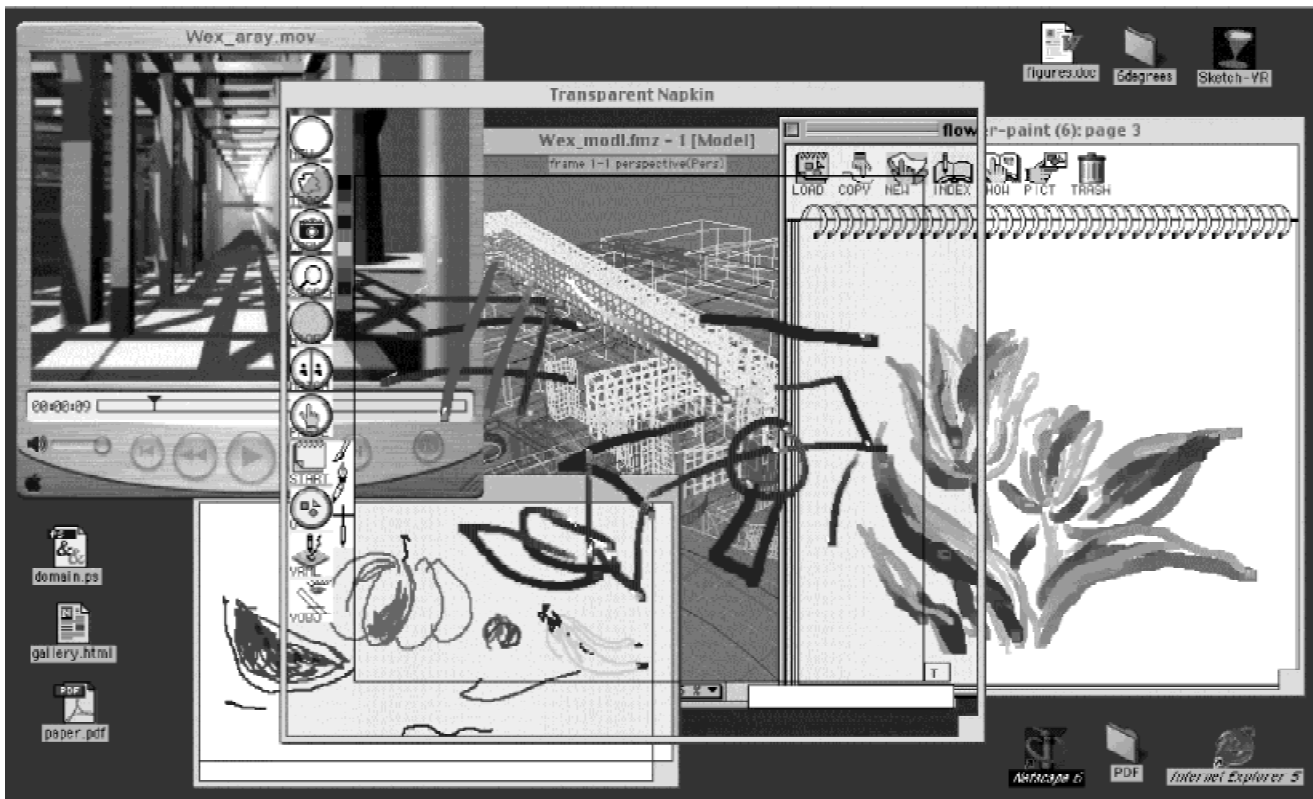 Wex_aray.mov
figures.doc
6degrees
Sketch-VR
Transparent Napkin
Wex_modl.fmz - 1 [Model]
frame 1-1 perspective(Pers)
flower-paint (6): page 3
LOAD
COPY
NEW
INDEX
PICT
TRASH
00:00:09
START
VRML
T
domain.ps
gallery.html
PDF
paper.pdf
Netscape 6
PDF
Internet Explorer 5